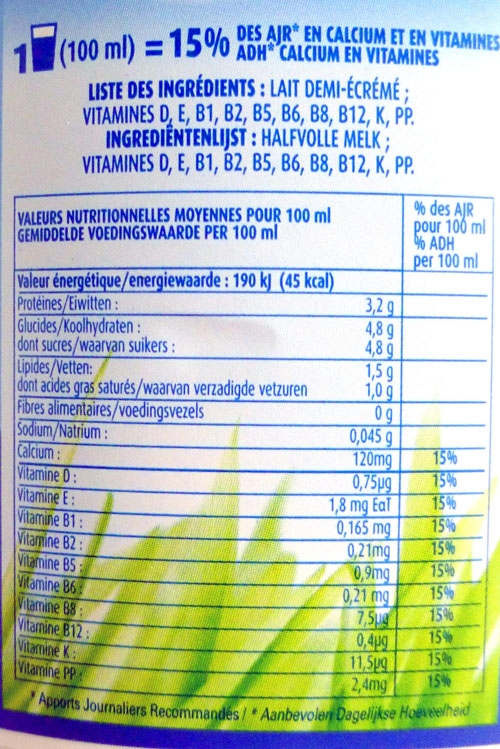 1 (100 ml) = 15% DES AJR* EN CALCIUM ET EN VITAMINES
ADH* CALCIUM EN VITAMINES
LISTE DES INGRÉDIENTS : LAIT DEMI-ÉCRÉMÉ ;
VITAMINES D, E, B1, B2, B5, B6, B8, B12, K, PP.
INGREDIËNTENLIJST : HALFVOLLE MELK ;
VITAMINES D, E, B1, B2, B5, B6, B8, B12, K, PP.
VALEURS NUTRITIONNELLES MOYENNES POUR 100 ml
GEMIDDELDE VOEDINGSWAARDE PER 100 ml
% des AJR
pour 100 ml
% ADH
per 100 ml
Valeur énergétique/energiewaarde : 190 kJ (45 kcal)
Protéines/Eiwitten : 3,2 g
Glucides/Koolhydraten : 4,8 g
dont sucres/waarvan suikers : 4,8 g
Lipides/Vetten: 1,5 g
dont acides gras saturés/waarvan verzadigde vetzuren 1,0 g
Fibres alimentaires/voedingsvezels 0 g
Sodium/Natrium : 0,045 g
Calcium : 120mg 15%
Vitamine D : 0,75µg 15%
Vitamine E : 1,8 mg EαT 15%
Vitamine B1 : 0,165 mg 15%
Vitamine B2 : 0,21mg 15%
Vitamine B5 : 0,9mg 15%
Vitamine B6 : 0,21 mg 15%
Vitamine B8 : 7,5µg 15%
Vitamine B12 : 0,4µg 15%
Vitamine K : 11,5µg 15%
Vitamine PP : 2,4mg 15%
* Apports Journaliers Recommandés / * Aanbevolen Dagelijkse Hoeveelheid